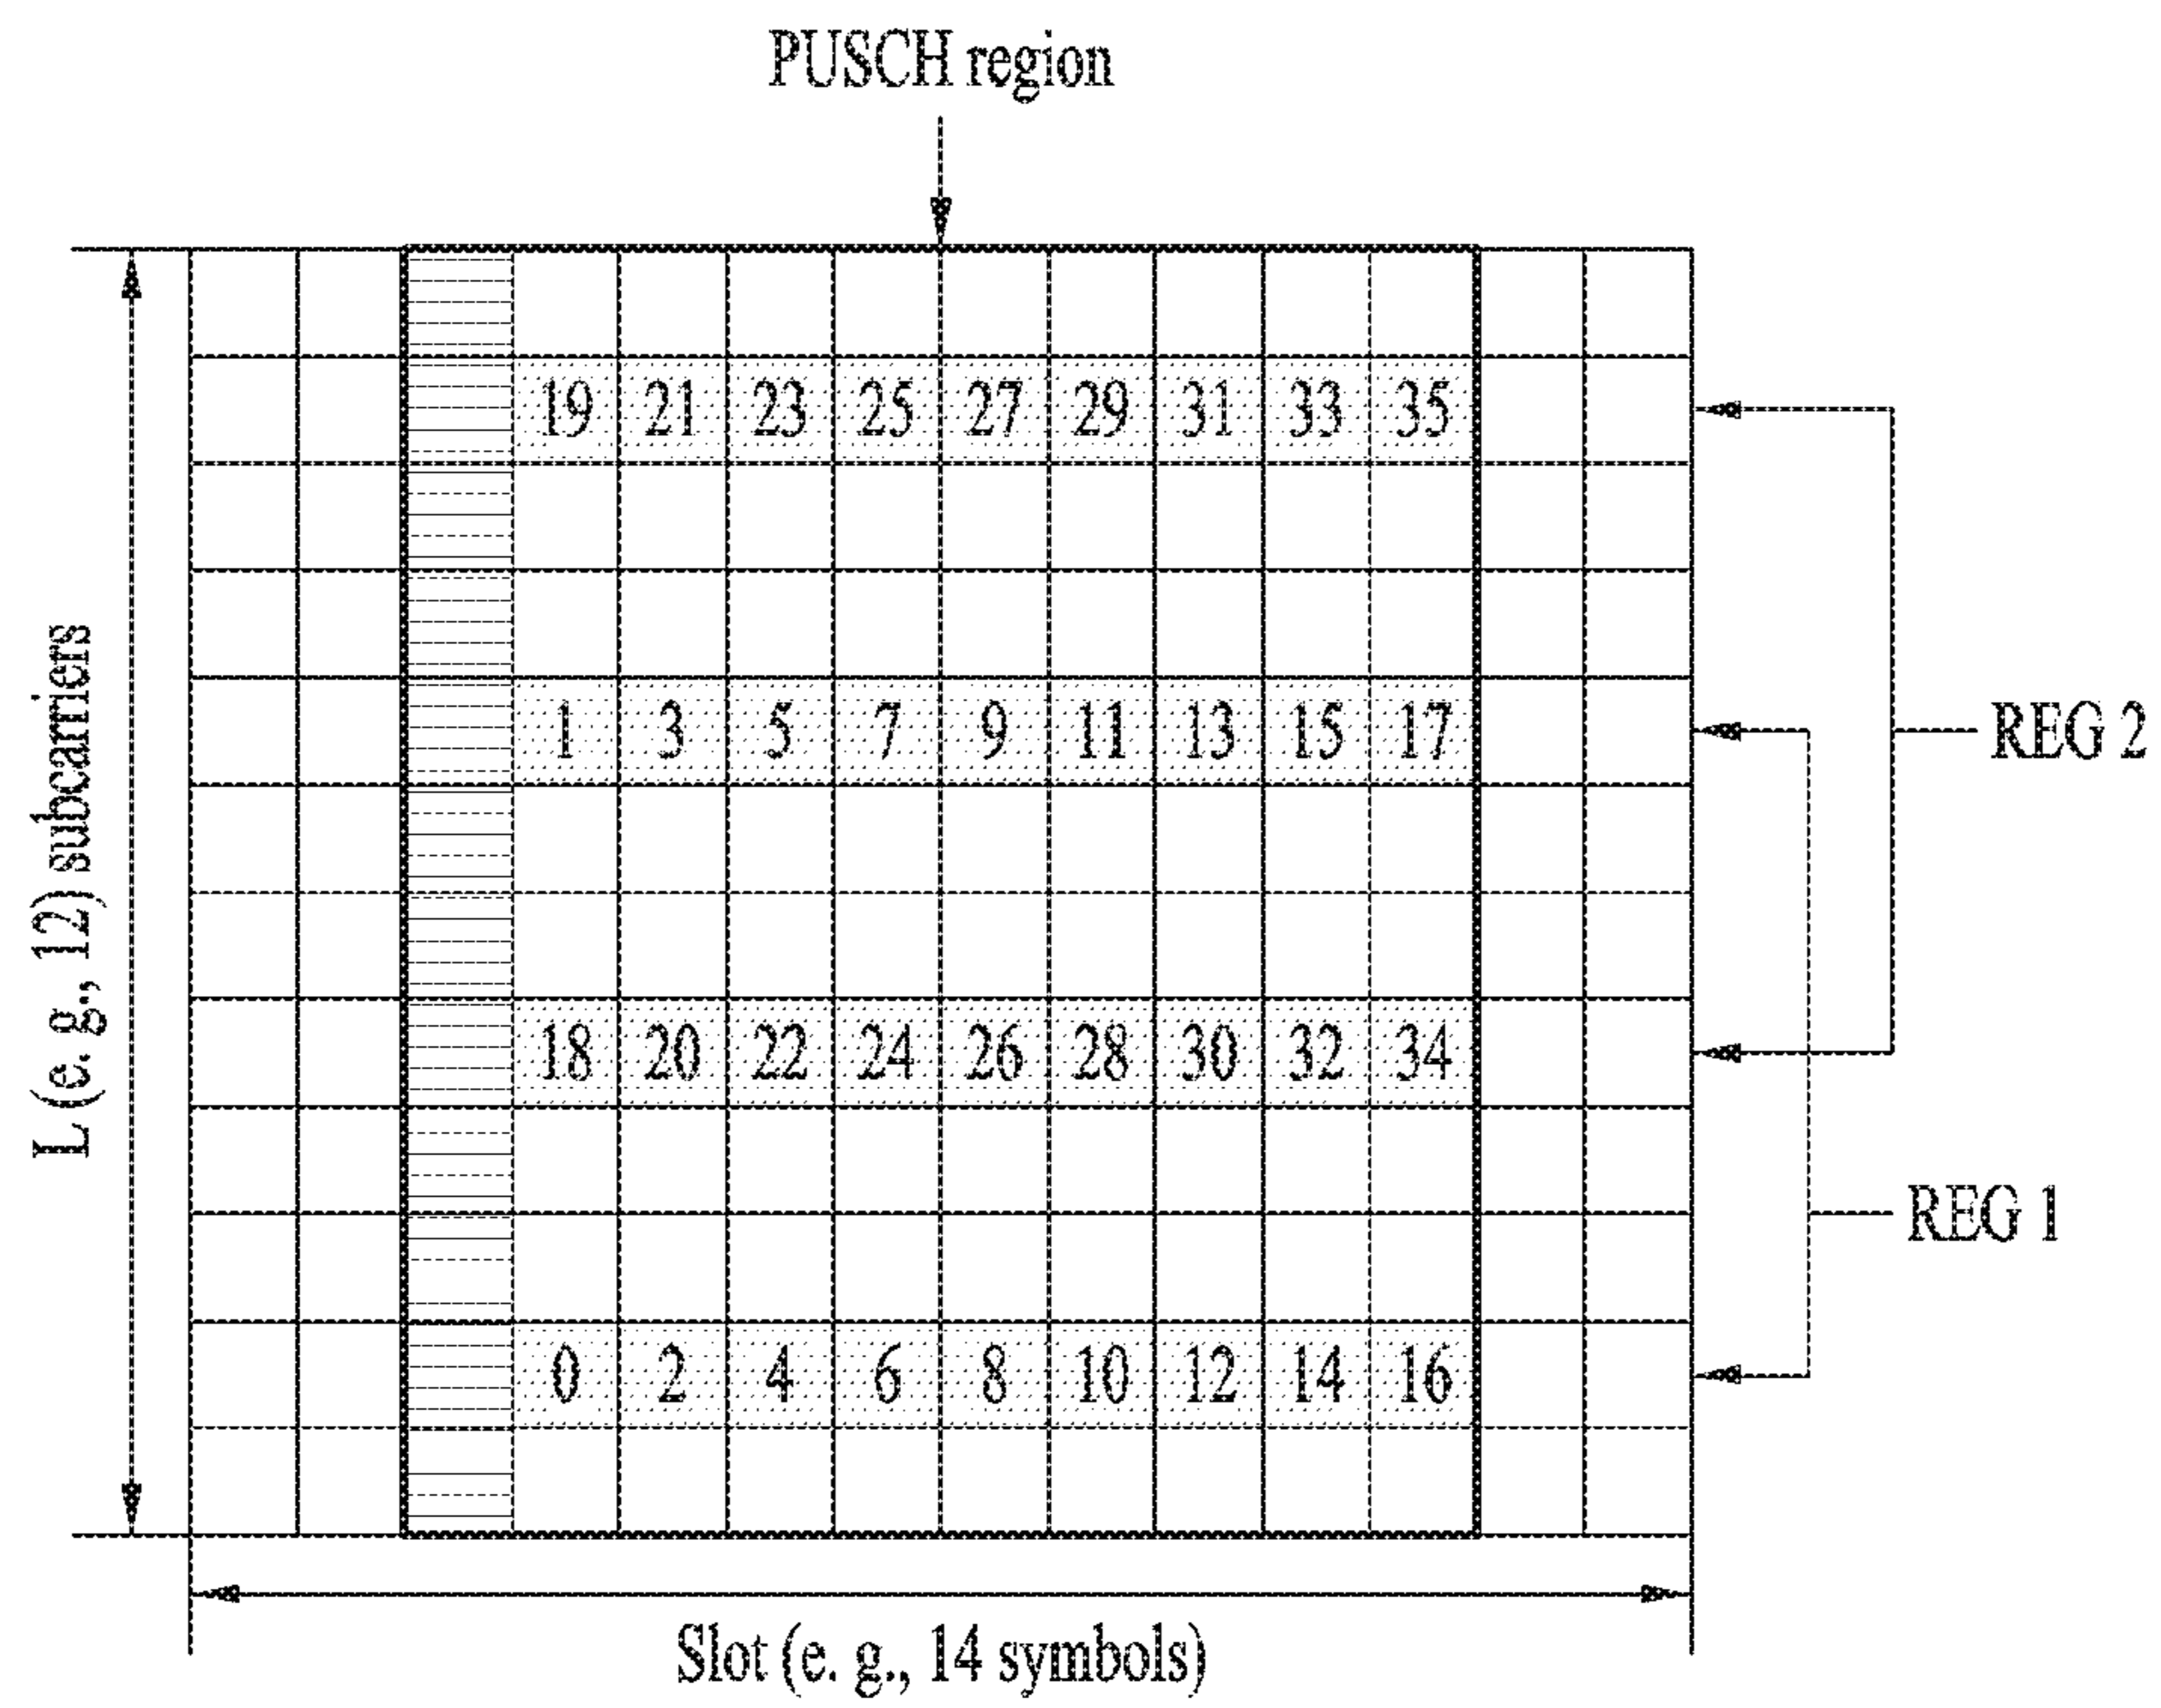 PUSCH region
19 21 23 25 27 29 31 33 35
1 3 5 7 9 11 13 15 17
REG 2
L (e. g., 12) subcarriers
18 20 22 24 26 28 30 32 34
REG 1
0 2 4 6 8 10 12 14 16
Slot (e. g., 14 symbols)